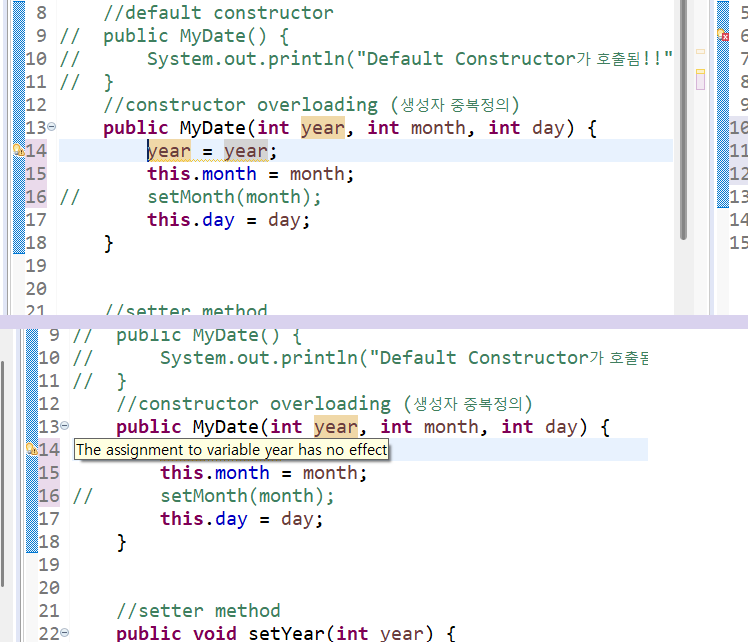 8 //default constructor
9 // public MyDate() {
10 // System.out.println("Default Constructor가 호출됨!!"
11 // }
12 //constructor overloading (생성자 중복정의)
13 public MyDate(int year, int month, int day) {
14 year = year;
15 this.month = month;
16 // setMonth(month);
17 this.day = day;
18 }
19
20
21 //setter method
5
6
7
8
9
10
11
12
13
14
15
9 // public MyDate() {
10 // System.out.println("Default Constructor가 호출됨
11 // }
12 //constructor overloading (생성자 중복정의)
13 public MyDate(int year, int month, int day) {
14 The assignment to variable year has no effect
15 this.month = month;
16 // setMonth(month);
17 this.day = day;
18 }
19
20
21 //setter method
22 public void setYear(int year) {